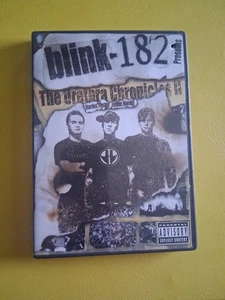 blink-182
Presents
The Urethra Chronicles II
PARENTAL
ADVISORY
EXPLICIT CONTENT